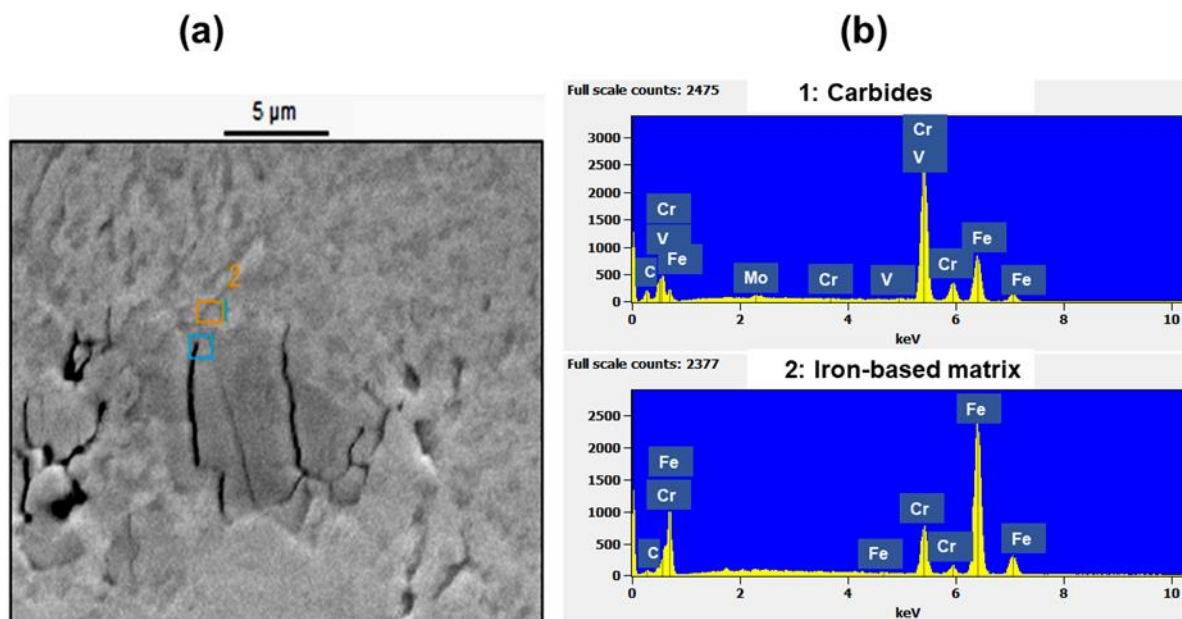 (a)
(b)
5 µm
2
1
Full scale counts: 2475
1: Carbides
3000
2500
2000
1500
1000
500
0
Cr
V
Cr
V
C
Fe
Mo
Cr
V
Cr
Fe
Fe
0 2 4 6 8 10
keV
Full scale counts: 2377
2: Iron-based matrix
2500
2000
1500
1000
500
0
Fe
Cr
C
Fe
Cr
Cr
Fe
Fe
0 2 4 6 8 10
keV